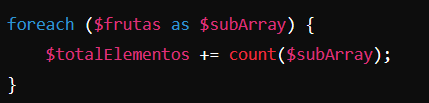 foreach ($frutas as $subArray) {
    $totalElementos += count($subArray);
}